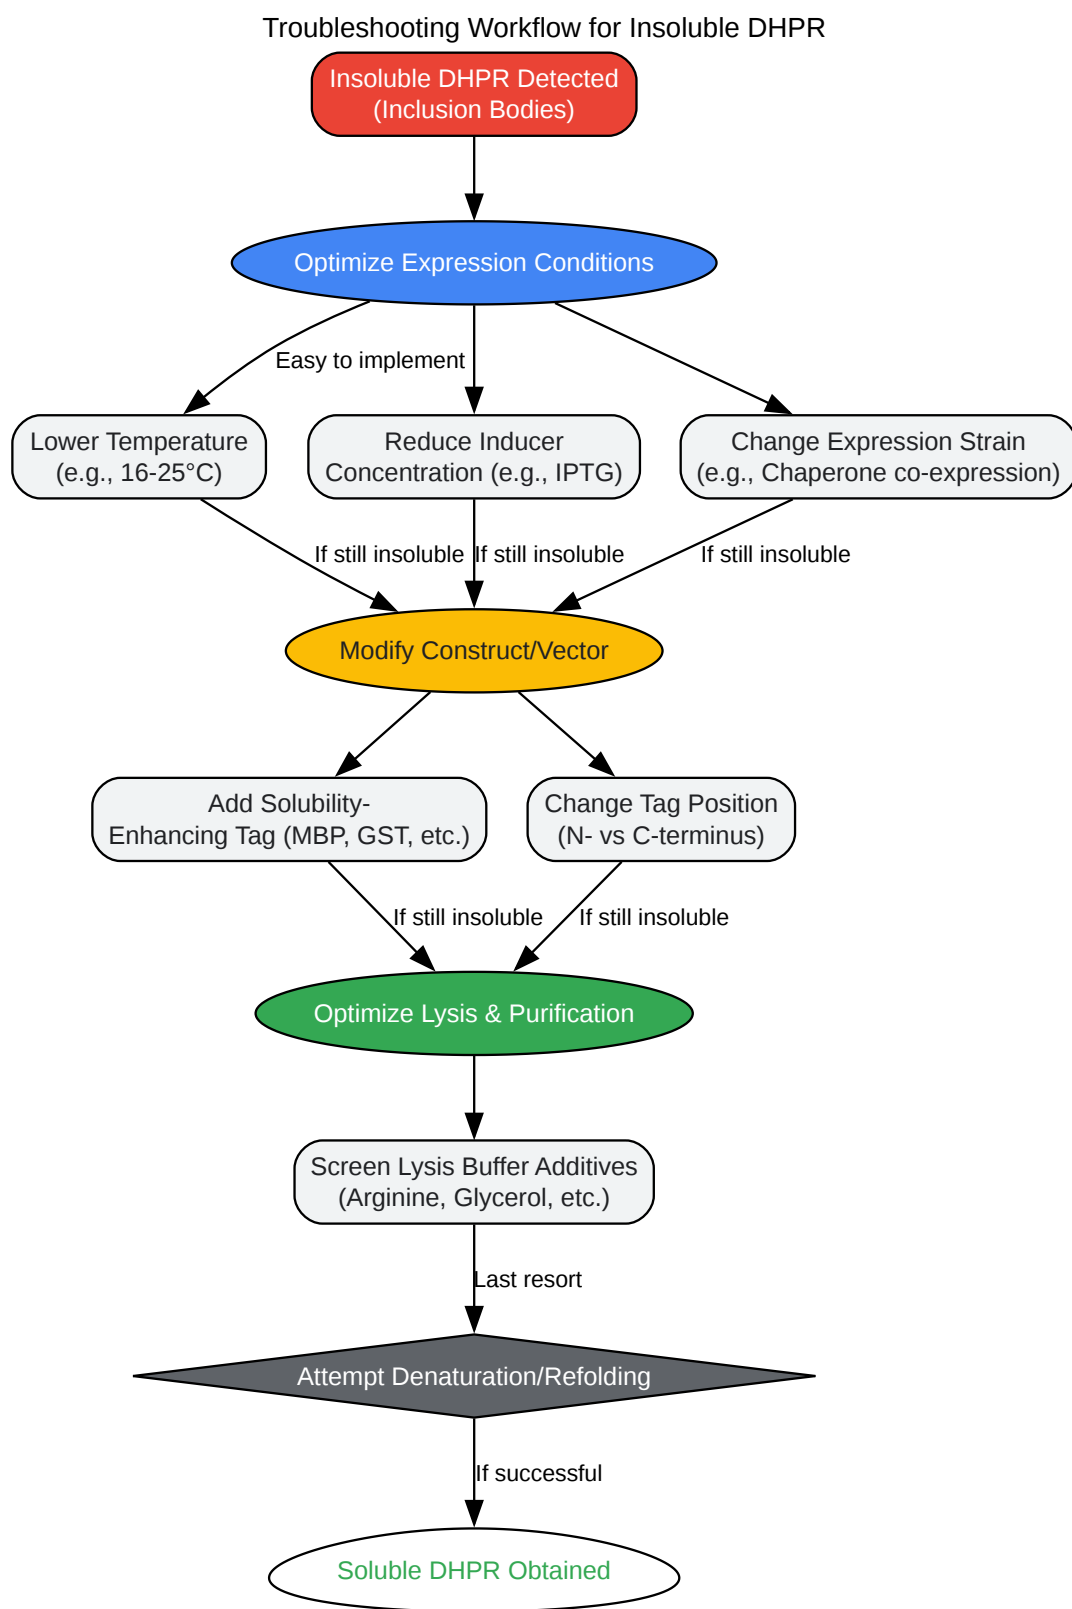 Troubleshooting Workflow for Insoluble DHPR
Insoluble DHPR Detected
(Inclusion Bodies)
Optimize Expression Conditions
Easy to implement
Lower Temperature
(e.g., 16-25°C)
Reduce Inducer
Concentration (e.g., IPTG)
Change Expression Strain
(e.g., Chaperone co-expression)
If still insoluble
If still insoluble
If still insoluble
Modify Construct/Vector
Add Solubility-
Enhancing Tag (MBP, GST, etc.)
Change Tag Position
(N- vs C-terminus)
If still insoluble
If still insoluble
Optimize Lysis & Purification
Screen Lysis Buffer Additives
(Arginine, Glycerol, etc.)
Last resort
Attempt Denaturation/Refolding
If successful
Soluble DHPR Obtained